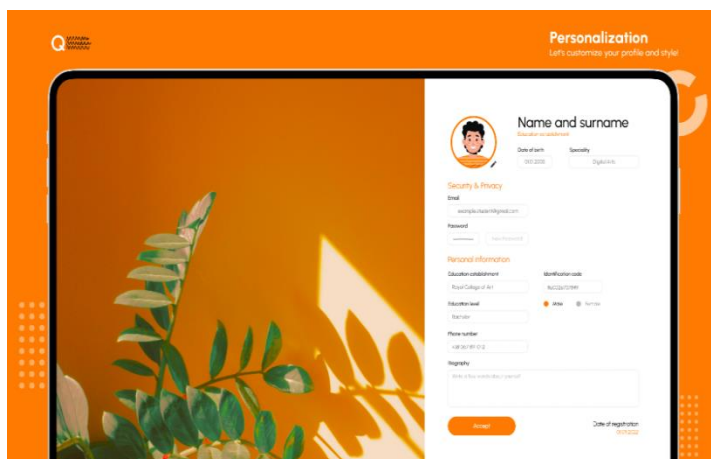 Q
Personalization
Let's customize your profile and style!
Name and surname
Education establishment
Date of birth
Speciality
Digital Arts
Security & Privacy
Email
example.student@gmail.com
Password
Personal information
Education establishment
Identification code
Royal College of Art
Education level
Male
Female
Bachelor
Phone number
Biography
Accept
Date of registration